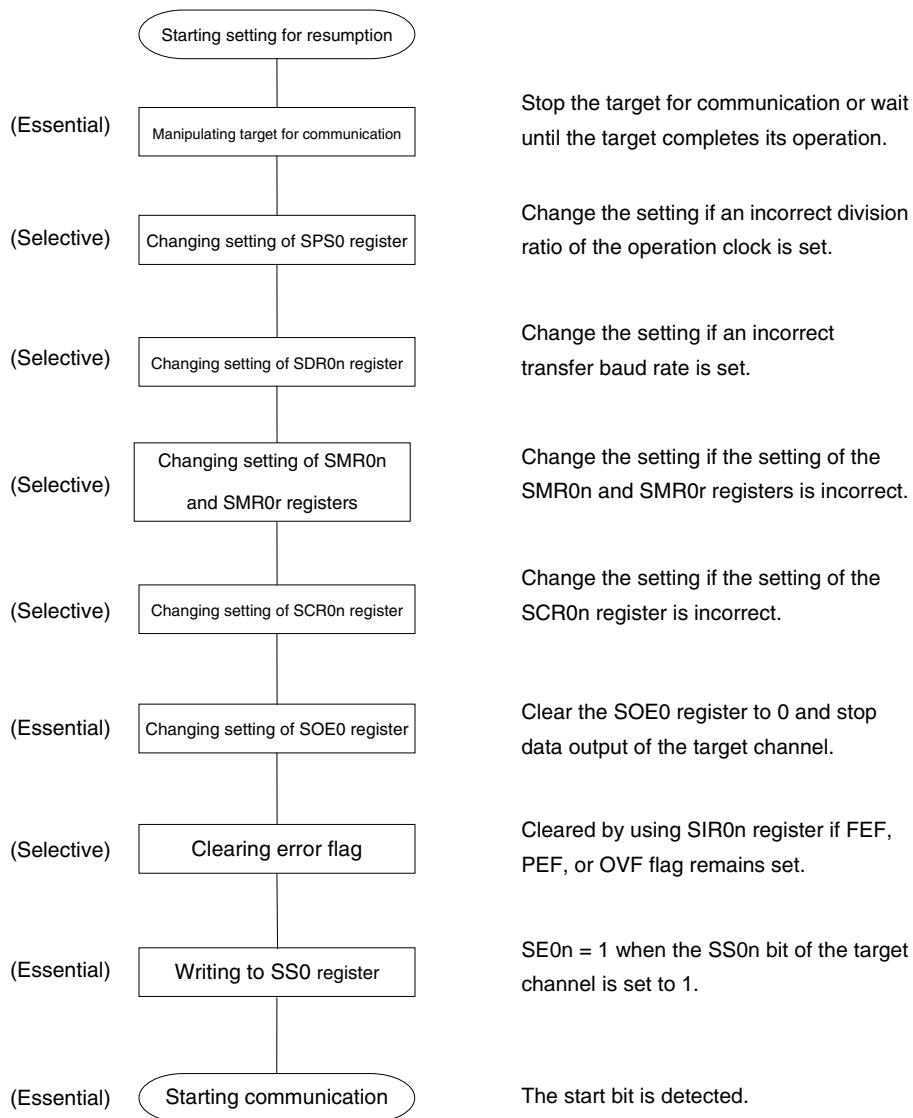 Starting setting for resumption
(Essential)
Manipulating target for communication
Stop the target for communication or wait
until the target completes its operation.
(Selective)
Changing setting of SPS0 register
Change the setting if an incorrect division
ratio of the operation clock is set.
(Selective)
Changing setting of SDR0n register
Change the setting if an incorrect
transfer baud rate is set.
(Selective)
Changing setting of SMR0n
and SMR0r registers
Change the setting if the setting of the
SMR0n and SMR0r registers is incorrect.
(Selective)
Changing setting of SCR0n register
Change the setting if the setting of the
SCR0n register is incorrect.
(Essential)
Changing setting of SOE0 register
Clear the SOE0 register to 0 and stop
data output of the target channel.
(Selective)
Clearing error flag
Cleared by using SIR0n register if FEF,
PEF, or OVF flag remains set.
(Essential)
Writing to SS0 register
SE0n = 1 when the SS0n bit of the target
channel is set to 1.
(Essential)
Starting communication
The start bit is detected.